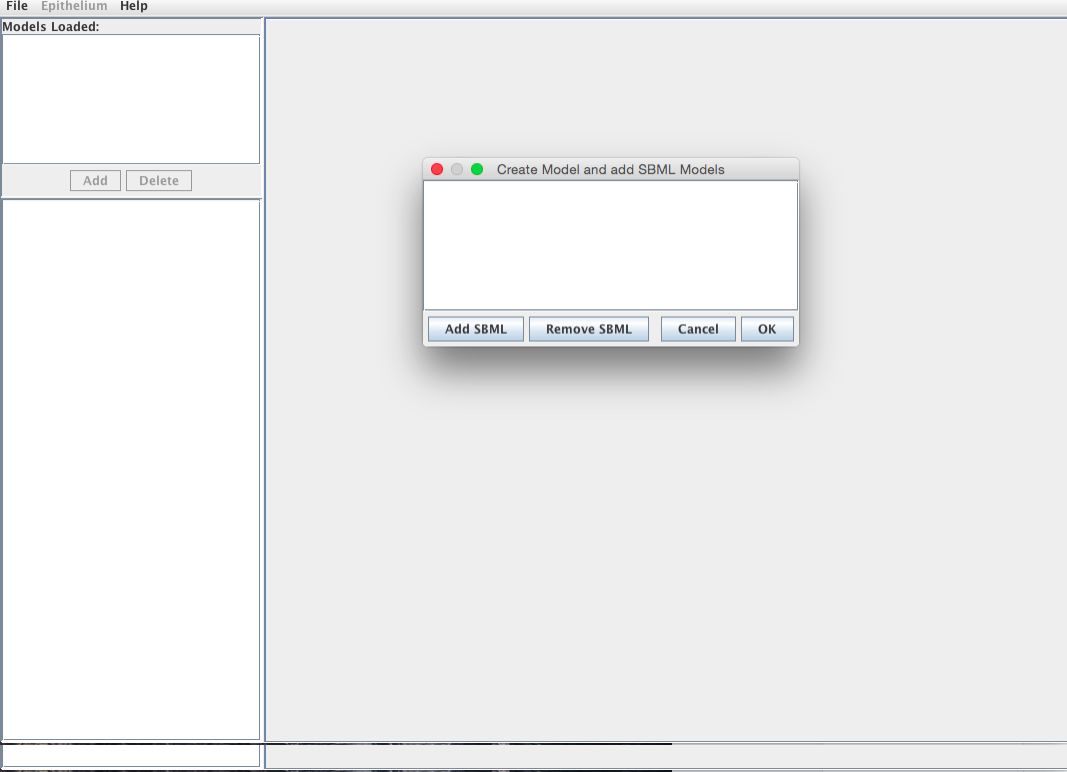 File Epithelium Help
Models Loaded:
Add Delete
Create Model and add SBML Models
Add SBML Remove SBML Cancel OK